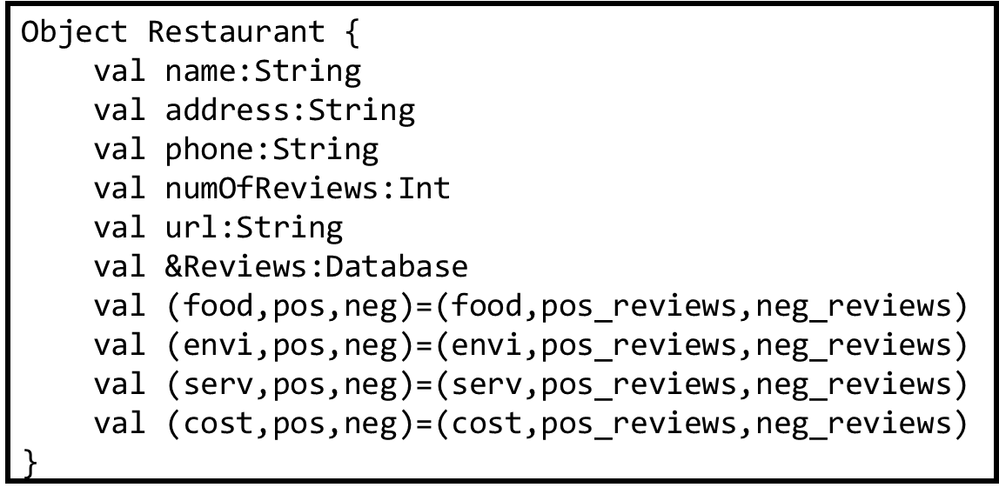 Object Restaurant {
    val name:String
    val address:String
    val phone:String
    val numOfReviews:Int
    val url:String
    val &Reviews:Database
    val (food,pos,neg)=(food,pos_reviews,neg_reviews)
    val (envi,pos,neg)=(envi,pos_reviews,neg_reviews)
    val (serv,pos,neg)=(serv,pos_reviews,neg_reviews)
    val (cost,pos,neg)=(cost,pos_reviews,neg_reviews)
}